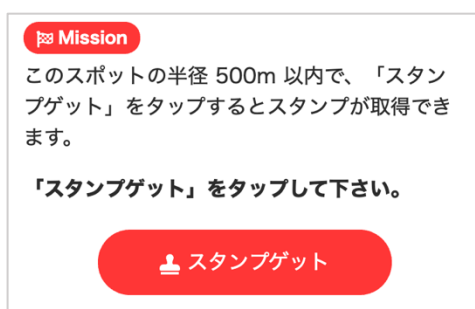 Mission
このスポットの半径 500m 以内で、「スタン
プゲット」をタップするとスタンプが取得でき
ます。
「スタンプゲット」をタップして下さい。
スタンプゲット